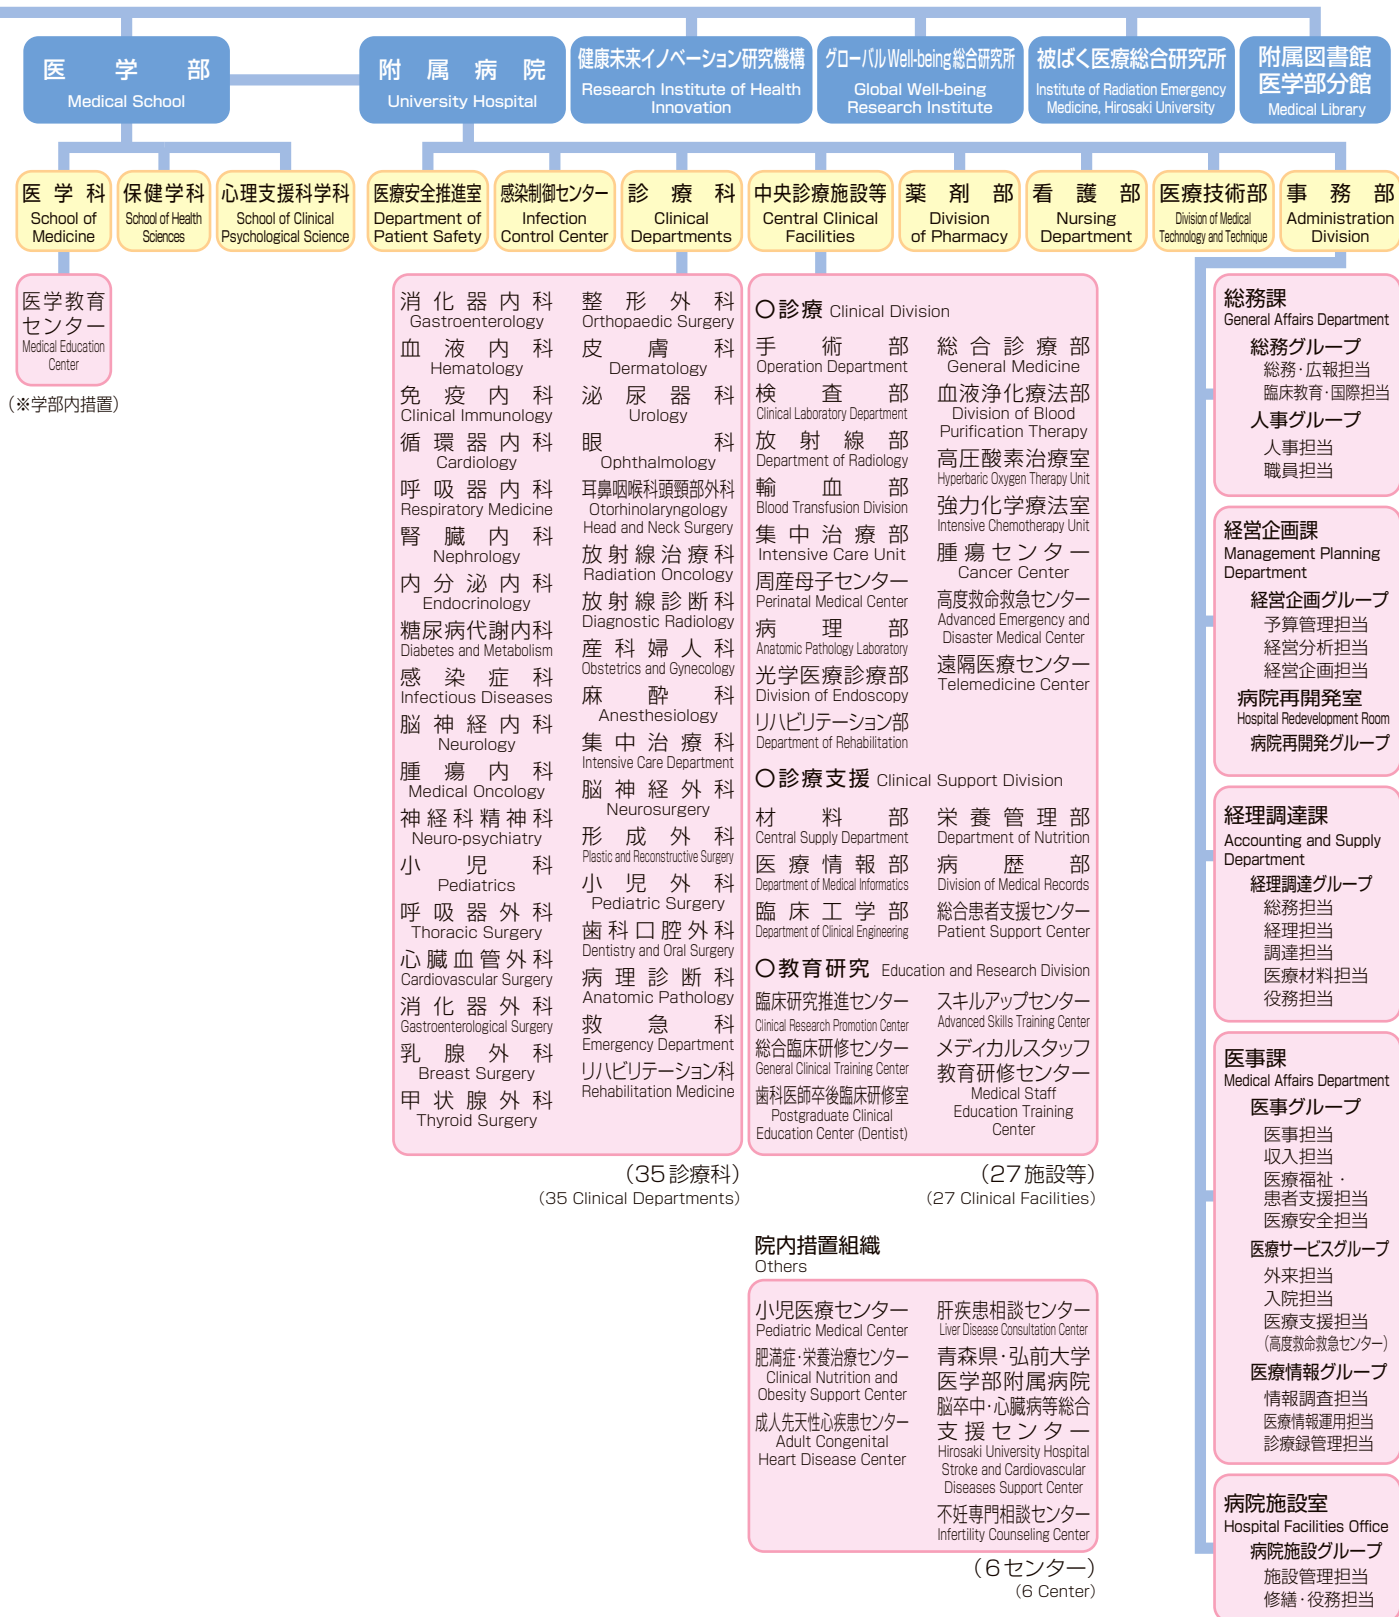 医学部
Medical School
附属病院
University Hospital
健康未来イノベーション研究機構
Research Institute of Health
Innovation
グローバルWell-being総合研究所
Global Well-being
Research Institute
被ばく医療総合研究所
Institute of Radiation Emergency
Medicine, Hirosaki University
附属図書館
医学部分館
Medical Library
医学科
School of
Medicine
保健学科
School of Health
Sciences
心理支援科学科
School of Clinical
Psychological Science
医療安全推進室
Department of
Patient Safety
感染制御センター
Infection
Control Center
診療科
Clinical
Departments
中央診療施設等
Central Clinical
Facilities
薬剤部
Division
of Pharmacy
看護部
Nursing
Department
医療技術部
Division of Medical
Technology and Technique
事務部
Administration
Division
医学教育
センター
Medical Education
Center
(※学部内措置)
消化器内科
Gastroenterology
血液内科
Hematology
免疫内科
Clinical Immunology
循環器内科
Cardiology
呼吸器内科
Respiratory Medicine
腎臓内科
Nephrology
内分泌内科
Endocrinology
糖尿病代謝内科
Diabetes and Metabolism
感染症科
Infectious Diseases
脳神経内科
Neurology
腫瘍内科
Medical Oncology
神経科精神科
Neuro-psychiatry
小児科
Pediatrics
呼吸器外科
Thoracic Surgery
心臓血管外科
Cardiovascular Surgery
消化器外科
Gastroenterological Surgery
乳腺外科
Breast Surgery
甲状腺外科
Thyroid Surgery
整形外科
Orthopaedic Surgery
皮膚科
Dermatology
泌尿器科
Urology
眼科
Ophthalmology
耳鼻咽喉科頭頸部外科
Otorhinolaryngology
Head and Neck Surgery
放射線治療科
Radiation Oncology
放射線診断科
Diagnostic Radiology
産科婦人科
Obstetrics and Gynecology
麻酔科
Anesthesiology
集中治療科
Intensive Care Department
脳神経外科
Neurosurgery
形成外科
Plastic and Reconstructive Surgery
小児外科
Pediatric Surgery
歯科口腔外科
Dentistry and Oral Surgery
病理診断科
Anatomic Pathology
救急科
Emergency Department
リハビリテーション科
Rehabilitation Medicine
(35診療科)
(35 Clinical Departments)
○診療 Clinical Division
手術部
Operation Department
検査部
Clinical Laboratory Department
放射線部
Department of Radiology
輸血部
Blood Transfusion Division
集中治療部
Intensive Care Unit
周産母子センター
Perinatal Medical Center
病理部
Anatomic Pathology Laboratory
光学医療診療部
Division of Endoscopy
リハビリテーション部
Department of Rehabilitation
総合診療部
General Medicine
血液浄化療法部
Division of Blood
Purification Therapy
高圧酸素治療室
Hyperbaric Oxygen Therapy Unit
強力化学療法室
Intensive Chemotherapy Unit
腫瘍センター
Cancer Center
高度救命救急センター
Advanced Emergency and
Disaster Medical Center
遠隔医療センター
Telemedicine Center
○診療支援 Clinical Support Division
材料部
Central Supply Department
医療情報部
Department of Medical Informatics
臨床工学部
Department of Clinical Engineering
栄養管理部
Department of Nutrition
病歴部
Division of Medical Records
総合患者支援センター
Patient Support Center
○教育研究 Education and Research Division
臨床研究推進センター
Clinical Research Promotion Center
総合臨床研修センター
General Clinical Training Center
歯科医師卒後臨床研修室
Postgraduate Clinical
Education Center (Dentist)
スキルアップセンター
Advanced Skills Training Center
メディカルスタッフ
教育研修センター
Medical Staff
Education Training
Center
(27施設等)
(27 Clinical Facilities)
院内措置組織
Others
小児医療センター
Pediatric Medical Center
肥満症・栄養治療センター
Clinical Nutrition and
Obesity Support Center
成人先天性心疾患センター
Adult Congenital
Heart Disease Center
肝疾患相談センター
Liver Disease Consultation Center
青森県・弘前大学
医学部附属病院
脳卒中・心臓病等総合
支援センター
Hirosaki University Hospital
Stroke and Cardiovascular
Diseases Support Center
不妊専門相談センター
Infertility Counseling Center
(6センター)
(6 Center)
総務課
General Affairs Department
総務グループ
総務・広報担当
臨床教育・国際担当
人事グループ
人事担当
職員担当
経営企画課
Management Planning
Department
経営企画グループ
予算管理担当
経営分析担当
経営企画担当
病院再開発室
Hospital Redevelopment Room
病院再開発グループ
経理調達課
Accounting and Supply
Department
経理調達グループ
総務担当
経理担当
調達担当
医療材料担当
役務担当
医事課
Medical Affairs Department
医事グループ
医事担当
収入担当
医療福祉・
患者支援担当
医療安全担当
医療サービスグループ
外来担当
入院担当
医療支援担当
(高度救命救急センター)
医療情報グループ
情報調査担当
医療情報運用担当
診療録管理担当
病院施設室
Hospital Facilities Office
病院施設グループ
施設管理担当
修繕・役務担当